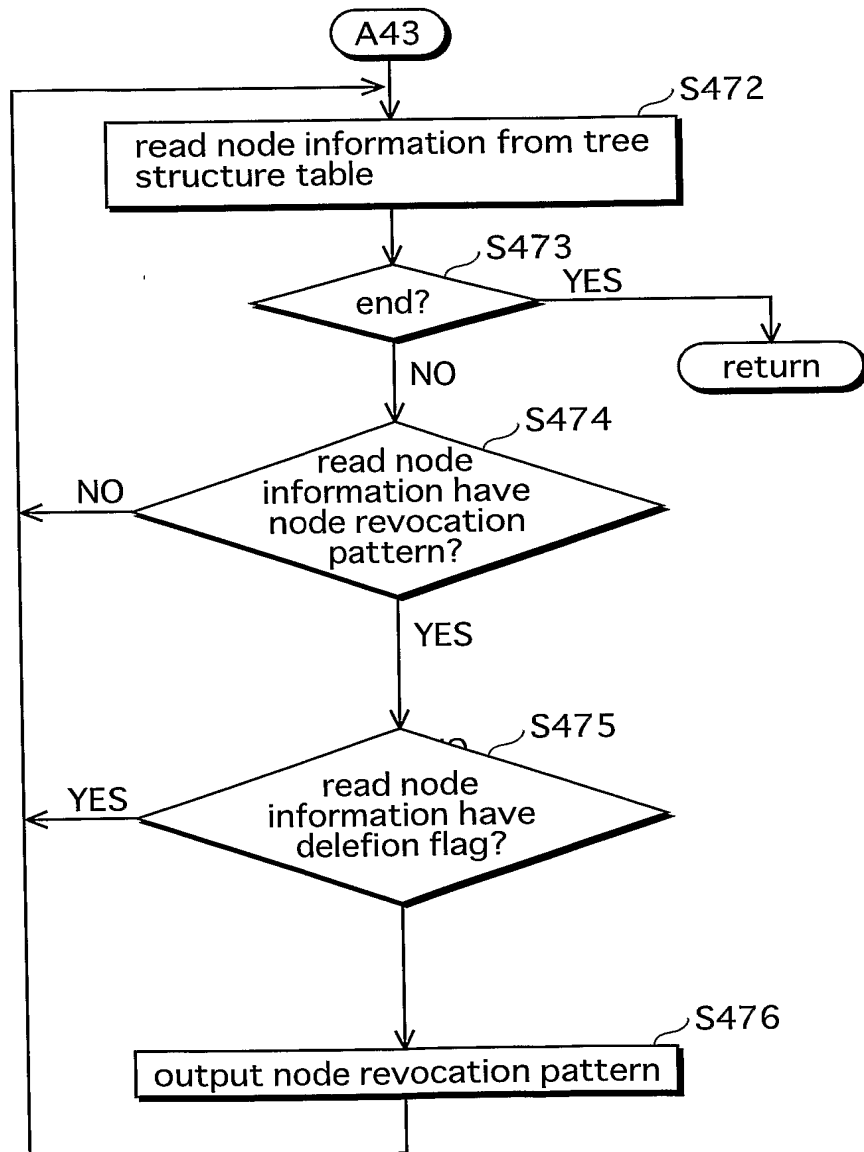 A43
S472
read node information from tree
structure table
S473
end?
YES
return
NO
S474
read node
information have
node revocation
pattern?
NO
YES
S475
read node
information have
delefion flag?
YES
S476
output node revocation pattern